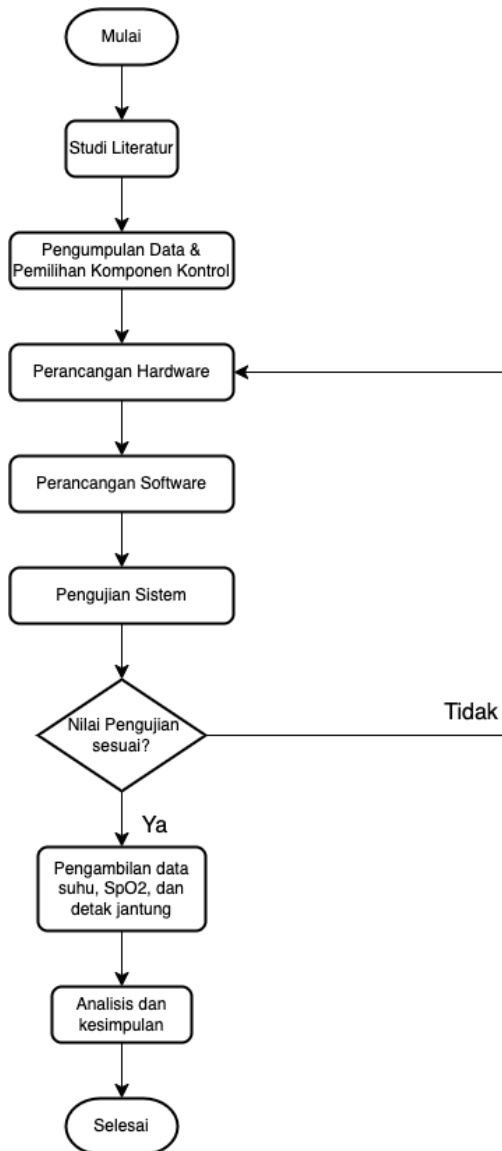 Mulai
Studi Literatur
Pengumpulan Data &
Pemilihan Komponen Kontrol
Perancangan Hardware
Perancangan Software
Pengujian Sistem
Nilai Pengujian
sesuai?
Tidak
Ya
Pengambilan data
suhu, SpO2, dan
detak jantung
Analisis dan
kesimpulan
Selesai